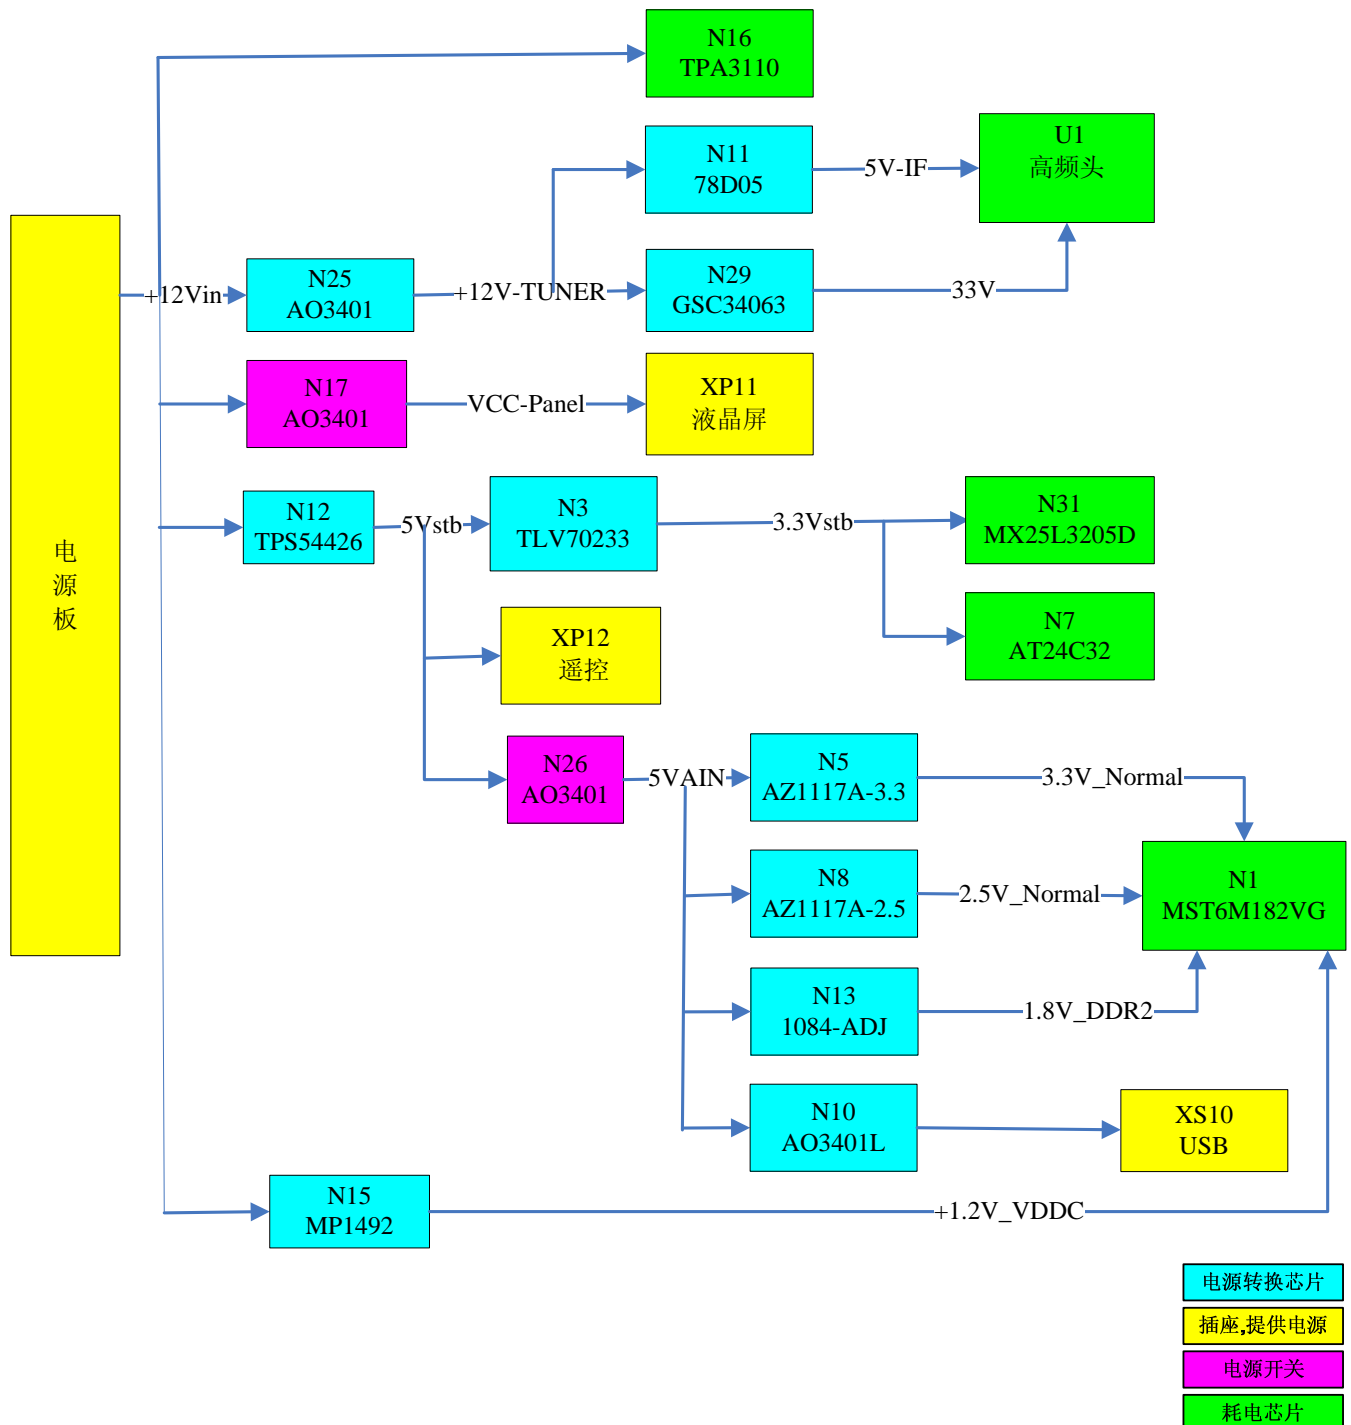 N16
TPA3110
U1
高频头
N11
78D05
5V-IF
+12Vin
N25
AO3401
+12V-TUNER
N29
GSC34063
33V
N17
AO3401
VCC-Panel
XP11
液晶屏
电
源
板
N12
TPS54426
5Vstb
N3
TLV70233
3.3Vstb
N31
MX25L3205D
N7
AT24C32
XP12
遥控
N26
AO3401
5VAIN
N5
AZ1117A-3.3
3.3V_Normal
N8
AZ1117A-2.5
2.5V_Normal
N1
MST6M182VG
N13
1084-ADJ
1.8V_DDR2
N10
AO3401L
XS10
USB
N15
MP1492
+1.2V_VDDC
电源转换芯片
插座,提供电源
电源开关
耗电芯片